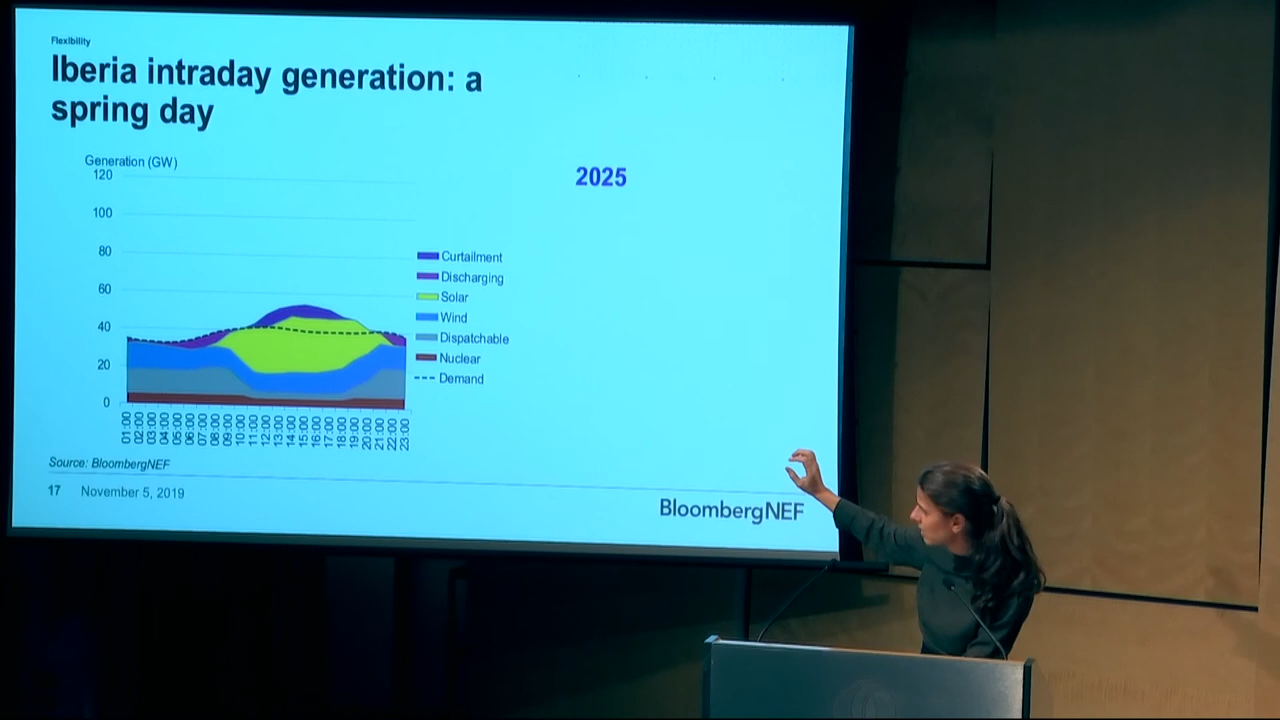 Flexibility
Iberia intraday generation: a
spring day
Generation (GW)
120
100
80
60
40
20
0
01:00
02:00
03:00
04:00
05:00
06:00
07:00
08:00
09:00
10:00
11:00
12:00
13:00
14:00
15:00
16:00
17:00
18:00
19:00
20:00
21:00
22:00
23:00
2025
Curtailment
Discharging
Solar
Wind
Dispatchable
Nuclear
Demand
Source: BloombergNEF
17 November 5, 2019
BloombergNEF